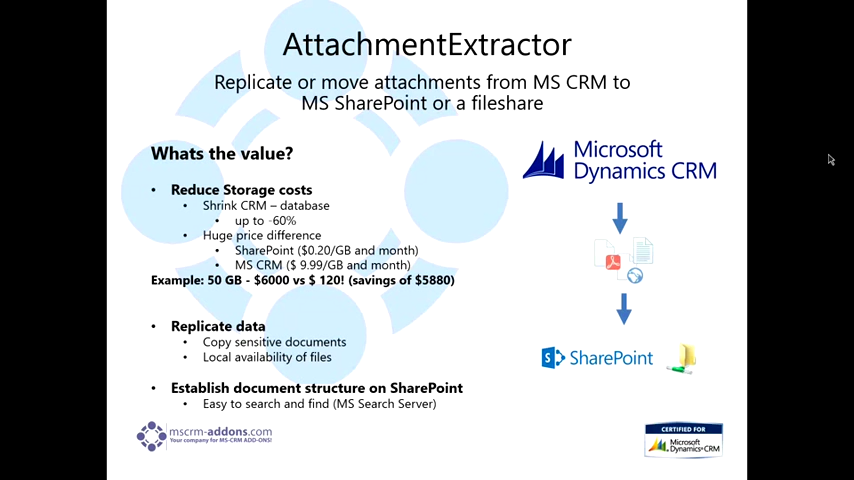 AttachmentExtractor
Replicate or move attachments from MS CRM to
MS SharePoint or a fileshare
Whats the value?
• Reduce Storage costs
• Shrink CRM – database
• up to -60%
• Huge price difference
• SharePoint ($0.20/GB and month)
• MS CRM ($ 9.99/GB and month)
Example: 50 GB - $6000 vs $ 120! (savings of $5880)
• Replicate data
• Copy sensitive documents
• Local availability of files
• Establish document structure on SharePoint
• Easy to search and find (MS Search Server)
Microsoft
Dynamics CRM
S SharePoint
mscrm-addons.com
Your company for MS-CRM ADD-ONS!
CERTIFIED FOR
Microsoft
Dynamics CRM